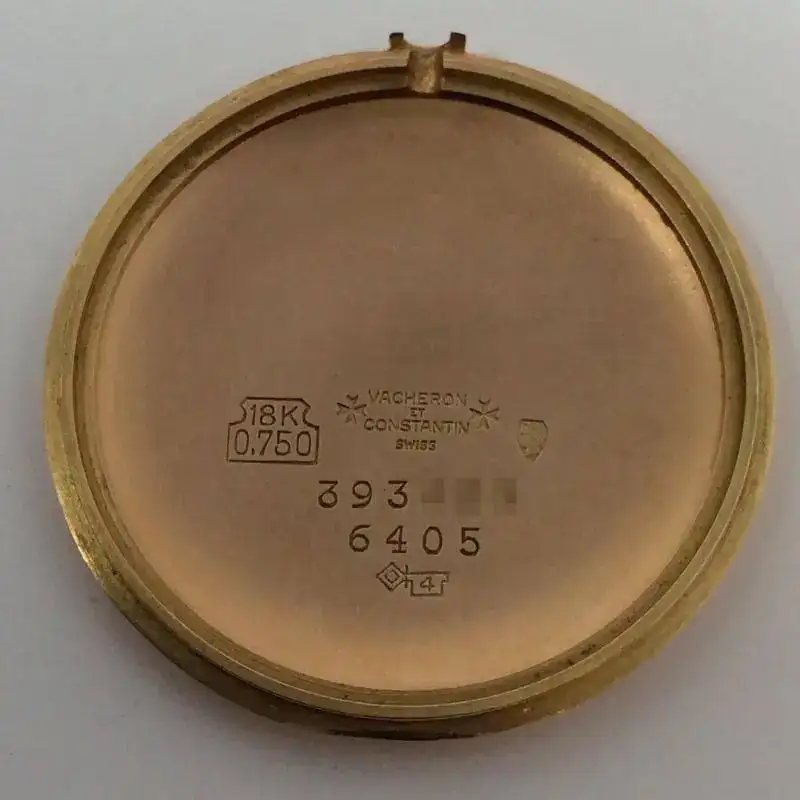 18K
0,750
VACHERON
ET
CONSTANTIN
SWISS
393
6405
4